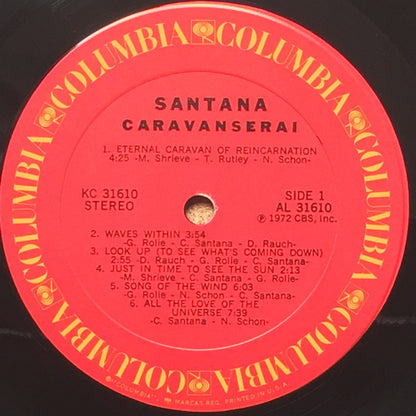 COLUMBIA COLUMBIA COLUMBIA COLUMBIA COLUMBIA COLUMBIA
SANTANA
CARAVANSERAI
1. ETERNAL CARAVAN OF REINCARNATION
4:25 -M. Shrieve - T. Rutley - N. Schon-
KC 31610
STEREO
SIDE 1
AL 31610
℗ 1972 CBS, Inc.
2. WAVES WITHIN 3:54
-G. Rolie - C. Santana - D. Rauch-
3. LOOK UP (TO SEE WHAT'S COMING DOWN)
2:55 -D. Rauch - G. Rolie - C. Santana-
4. JUST IN TIME TO SEE THE SUN 2:13
-M. Shrieve - C. Santana - G. Rolie-
5. SONG OF THE WIND 6:03
-G. Rolie - N. Schon - C. Santana-
6. ALL THE LOVE OF THE
UNIVERSE 7:39
-C. Santana - N. Schon-
® "COLUMBIA", MARCAS REG. PRINTED IN U.S.A.